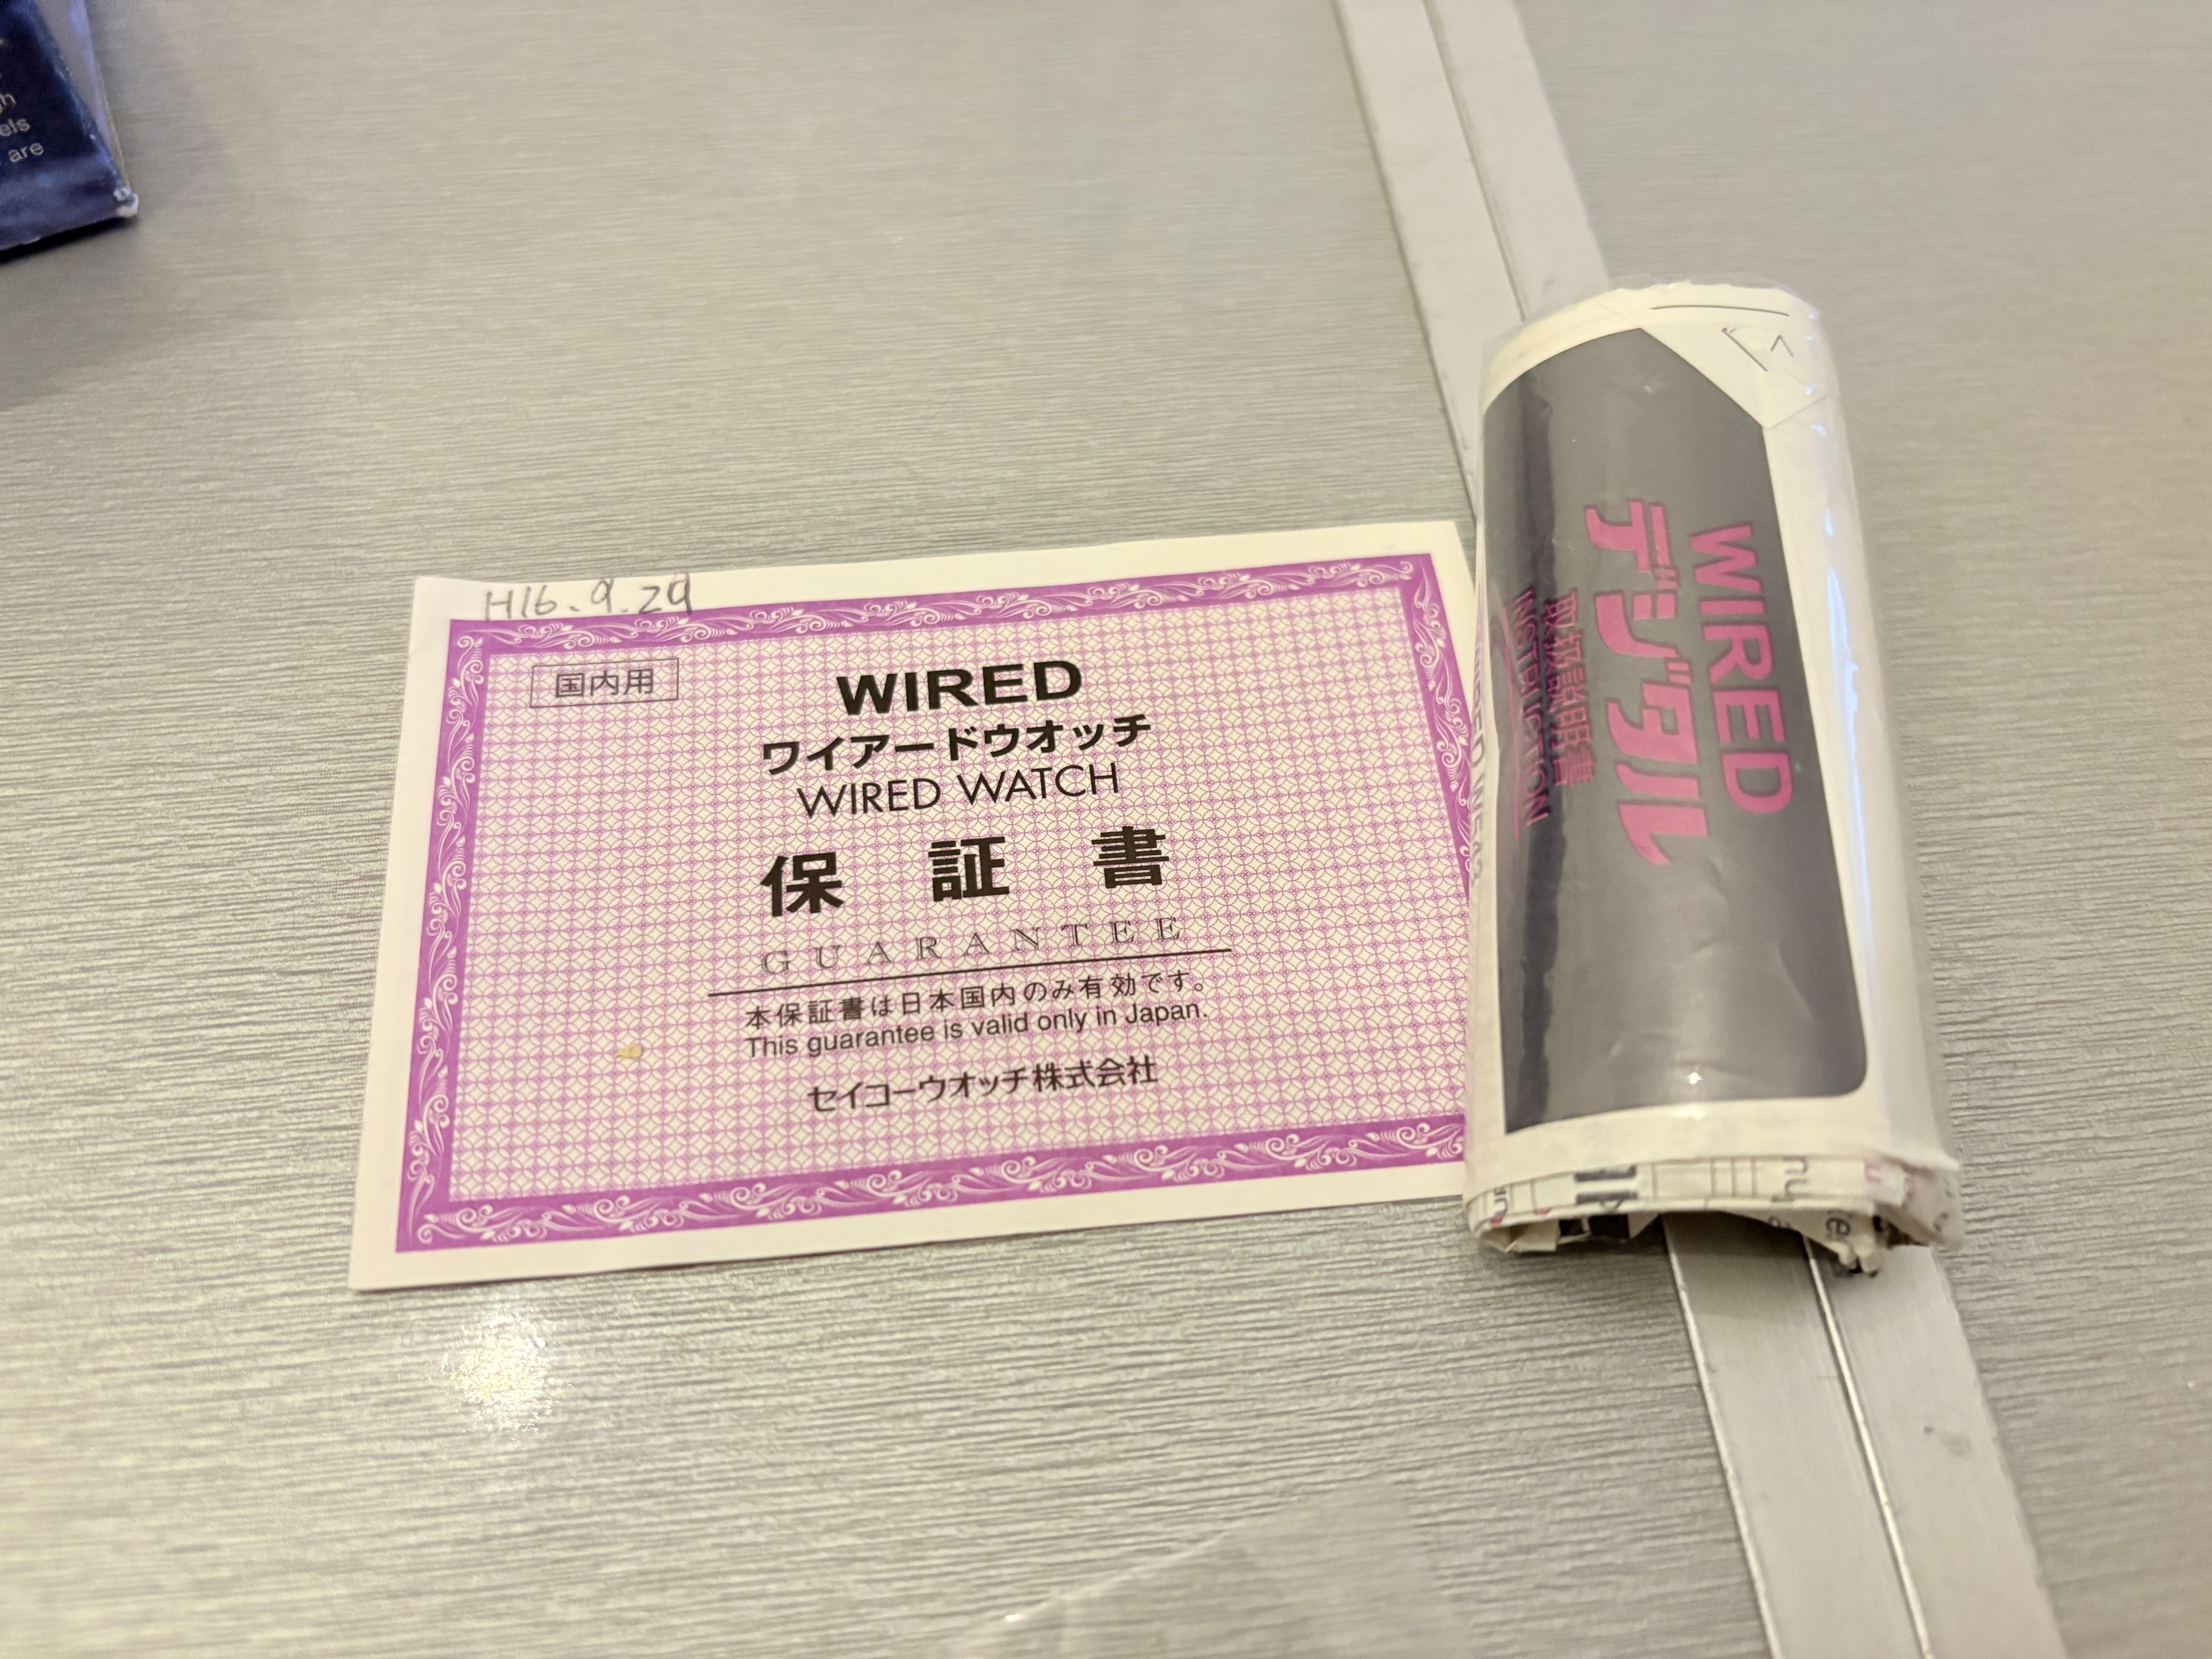 els
are
H16.9.29
国内用
WIRED
ワイアードウオッチ
WIRED WATCH
保証書
GUARANTEE
本保証書は日本国内のみ有効です。
This guarantee is valid only in Japan.
セイコーウオッチ株式会社
WIRED
デジタル
取扱説明書
INSTRUCTION